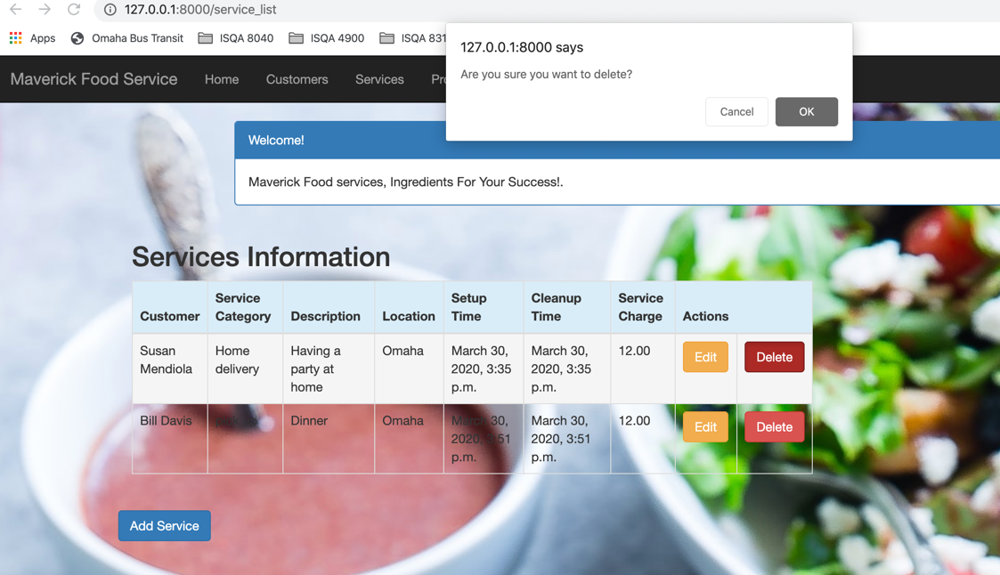 127.0.0.1:8000/service_list
Apps Omaha Bus Transit ISQA 8040 ISQA 4900 ISQA 831
127.0.0.1:8000 says
Are you sure you want to delete?
Cancel OK
Maverick Food Service Home Customers Services
Welcome!
Maverick Food services, Ingredients For Your Success!.
Services Information
Customer Service Category Description Location Setup Time Cleanup Time Service Charge Actions
Susan Mendiola Home delivery Having a party at home Omaha March 30, 2020, 3:35 p.m. March 30, 2020, 3:35 p.m. 12.00 Edit Delete
Bill Davis Dinner Omaha March 30, 2020, 3:51 p.m. March 30, 2020, 3:51 p.m. 12.00 Edit Delete
Add Service